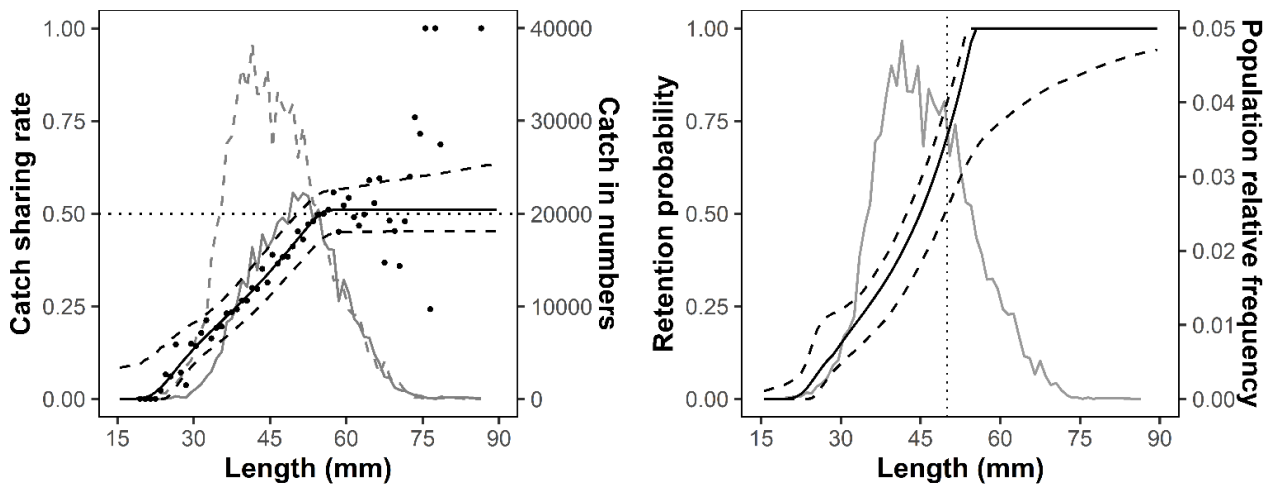 Catch sharing rate
1.00
0.75
0.50
0.25
0.00
40000
30000
20000
10000
0
Catch in numbers
15 30 45 60 75 90
Length (mm)
Retention probability
1.00
0.75
0.50
0.25
0.00
0.05
0.04
0.03
0.02
0.01
0.00
Population relative frequency
15 30 45 60 75 90
Length (mm)